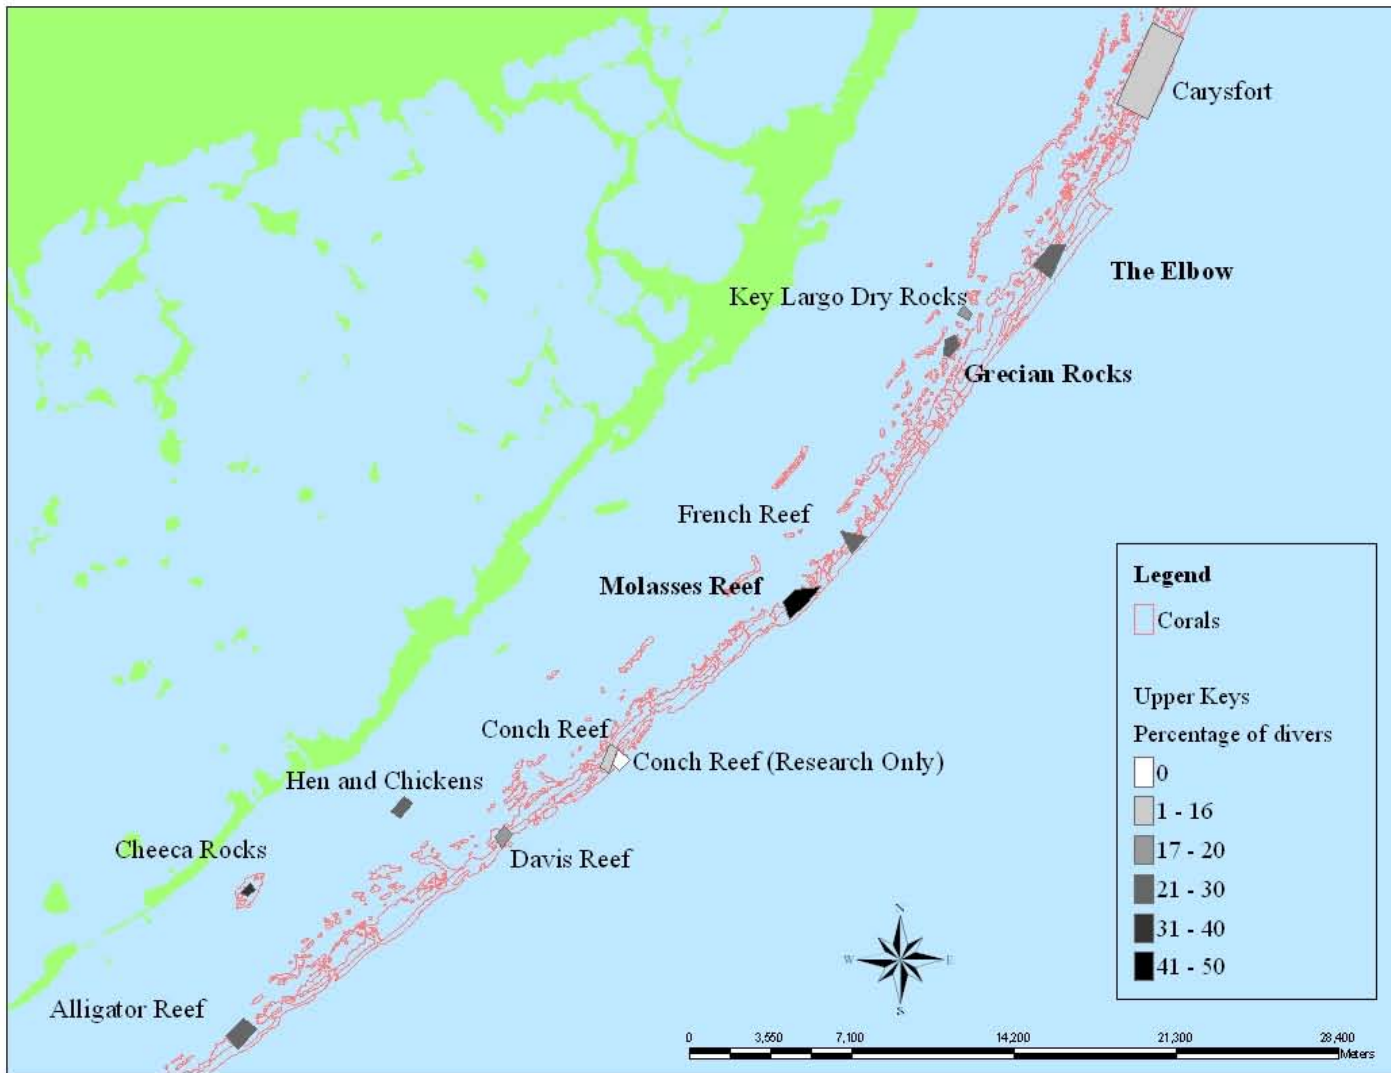 Carysfort
The Elbow
Key Largo Dry Rocks
Grecian Rocks
French Reef
Molasses Reef
Conch Reef
Conch Reef (Research Only)
Hen and Chickens
Cheeca Rocks
Davis Reef
Alligator Reef
Legend
Corals
Upper Keys
Percentage of divers
0
1 - 16
17 - 20
21 - 30
31 - 40
41 - 50
N
W
E
S
0 3,550 7,100 14,200 21,300 28,400
Meters